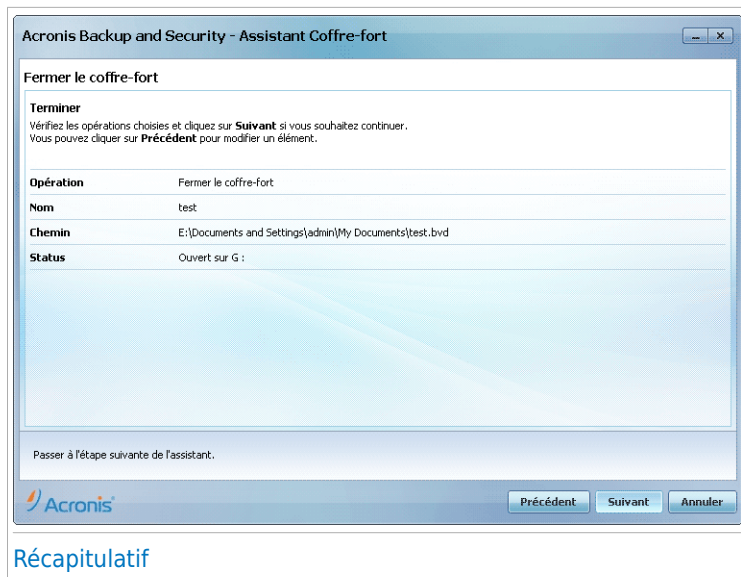 Acronis Backup and Security - Assistant Coffre-fort
Fermer le coffre-fort
Terminer
Vérifiez les opérations choisies et cliquez sur Suivant si vous souhaitez continuer.
Vous pouvez cliquer sur Précédent pour modifier un élément.
Opération Fermer le coffre-fort
Nom test
Chemin E:\Documents and Settings\admin\My Documents\test.bvd
Status Ouvert sur G :
Passer à l'étape suivante de l'assistant.
Acronis
Précédent Suivant Annuler
Récapitulatif